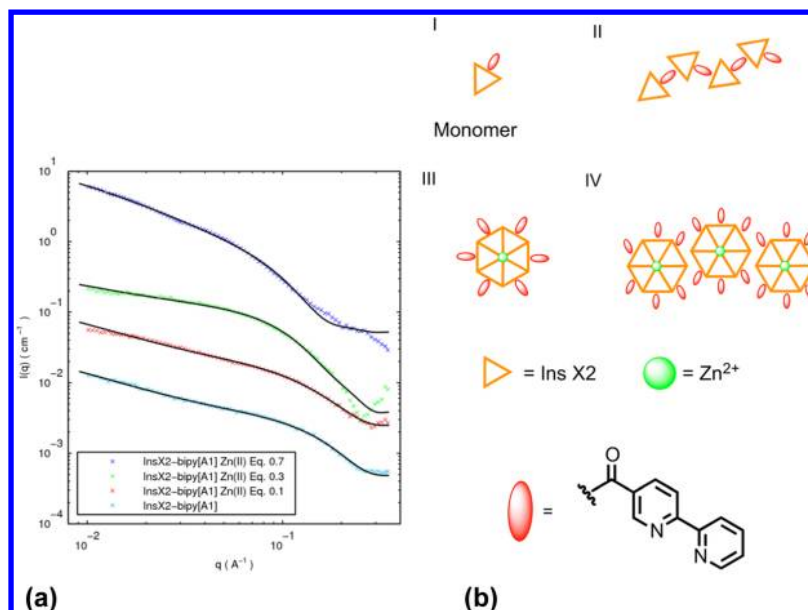 I
II
Monomer
III
IV
10^1
10^0
10^-1
10^-2
10^-3
10^-4
I(q) ( cm^-1 )
InsX2-bipy[A1] Zn(II) Eq. 0.7
InsX2-bipy[A1] Zn(II) Eq. 0.3
InsX2-bipy[A1] Zn(II) Eq. 0.1
InsX2-bipy[A1]
10^-2
10^-1
q ( A^-1 )
= Ins X2
= Zn2+
=
O
N
N
(a)
(b)